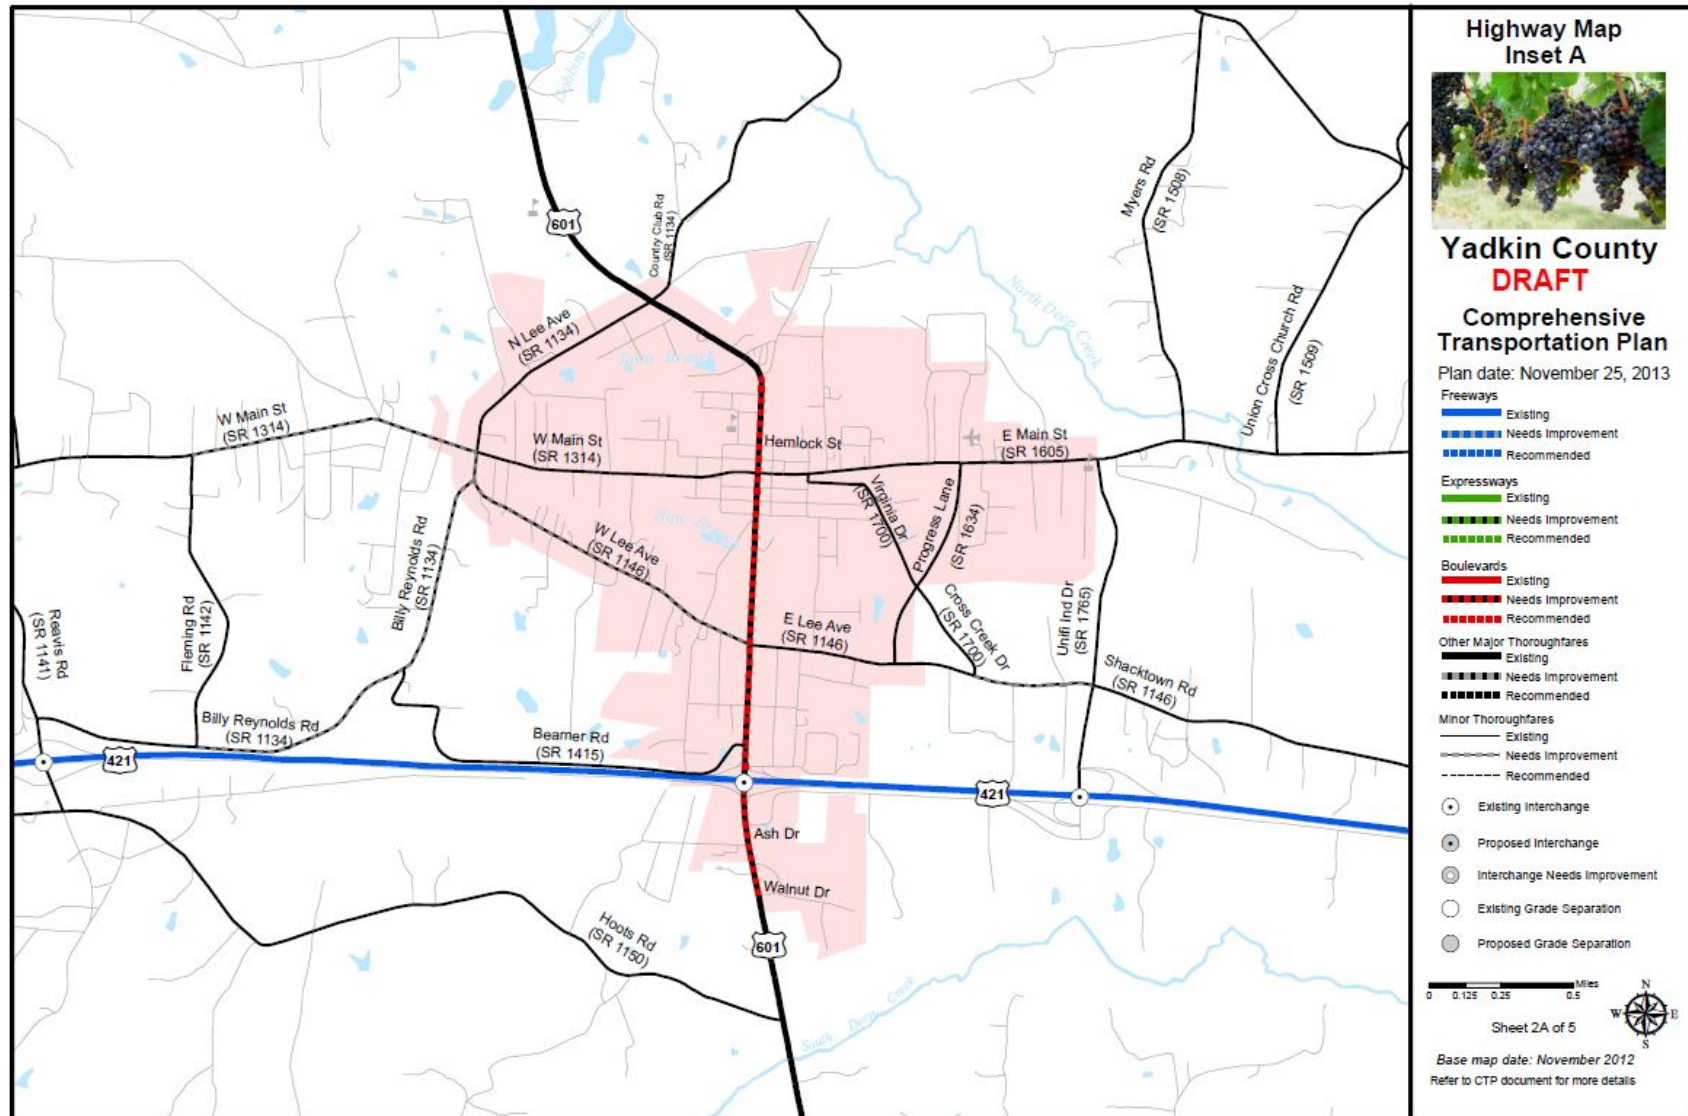 Highway Map
Inset A
Yadkin County
DRAFT
Comprehensive
Transportation Plan
Plan date: November 25, 2013
Freeways
Existing
Needs Improvement
Recommended
Expressways
Existing
Needs Improvement
Recommended
Boulevards
Existing
Needs Improvement
Recommended
Other Major Thoroughfares
Existing
Needs Improvement
Recommended
Minor Thoroughfares
Existing
Needs Improvement
Recommended
Existing Interchange
Proposed Interchange
Interchange Needs Improvement
Existing Grade Separation
Proposed Grade Separation
Miles
0 0.125 0.25 0.5
N
W E
S
Sheet 2A of 5
Base map date: November 2012
Refer to CTP document for more details
Dobbins
601
Country Club Rd
(SR 1134)
Myers Rd
(SR 1508)
North Deep Creek
Union Cross Church Rd
(SR 1509)
N Lee Ave
(SR 1134)
Town Branch
W Main St
(SR 1314)
W Main St
(SR 1314)
Hemlock St
E Main St
(SR 1605)
Virginia Dr
(SR 1700)
Progress Lane
(SR 1634)
Haw Branch
W Lee Ave
(SR 1146)
Billy Reynolds Rd
(SR 1134)
Reavis Rd
(SR 1141)
Fleming Rd
(SR 1142)
E Lee Ave
(SR 1146)
Cross Creek Dr
(SR 1700)
Unifi Ind Dr
(SR 1765)
Shacktown Rd
(SR 1146)
Billy Reynolds Rd
(SR 1134)
Beamer Rd
(SR 1415)
421
421
Ash Dr
Walnut Dr
Hoots Rd
(SR 1150)
601
South Deep Creek